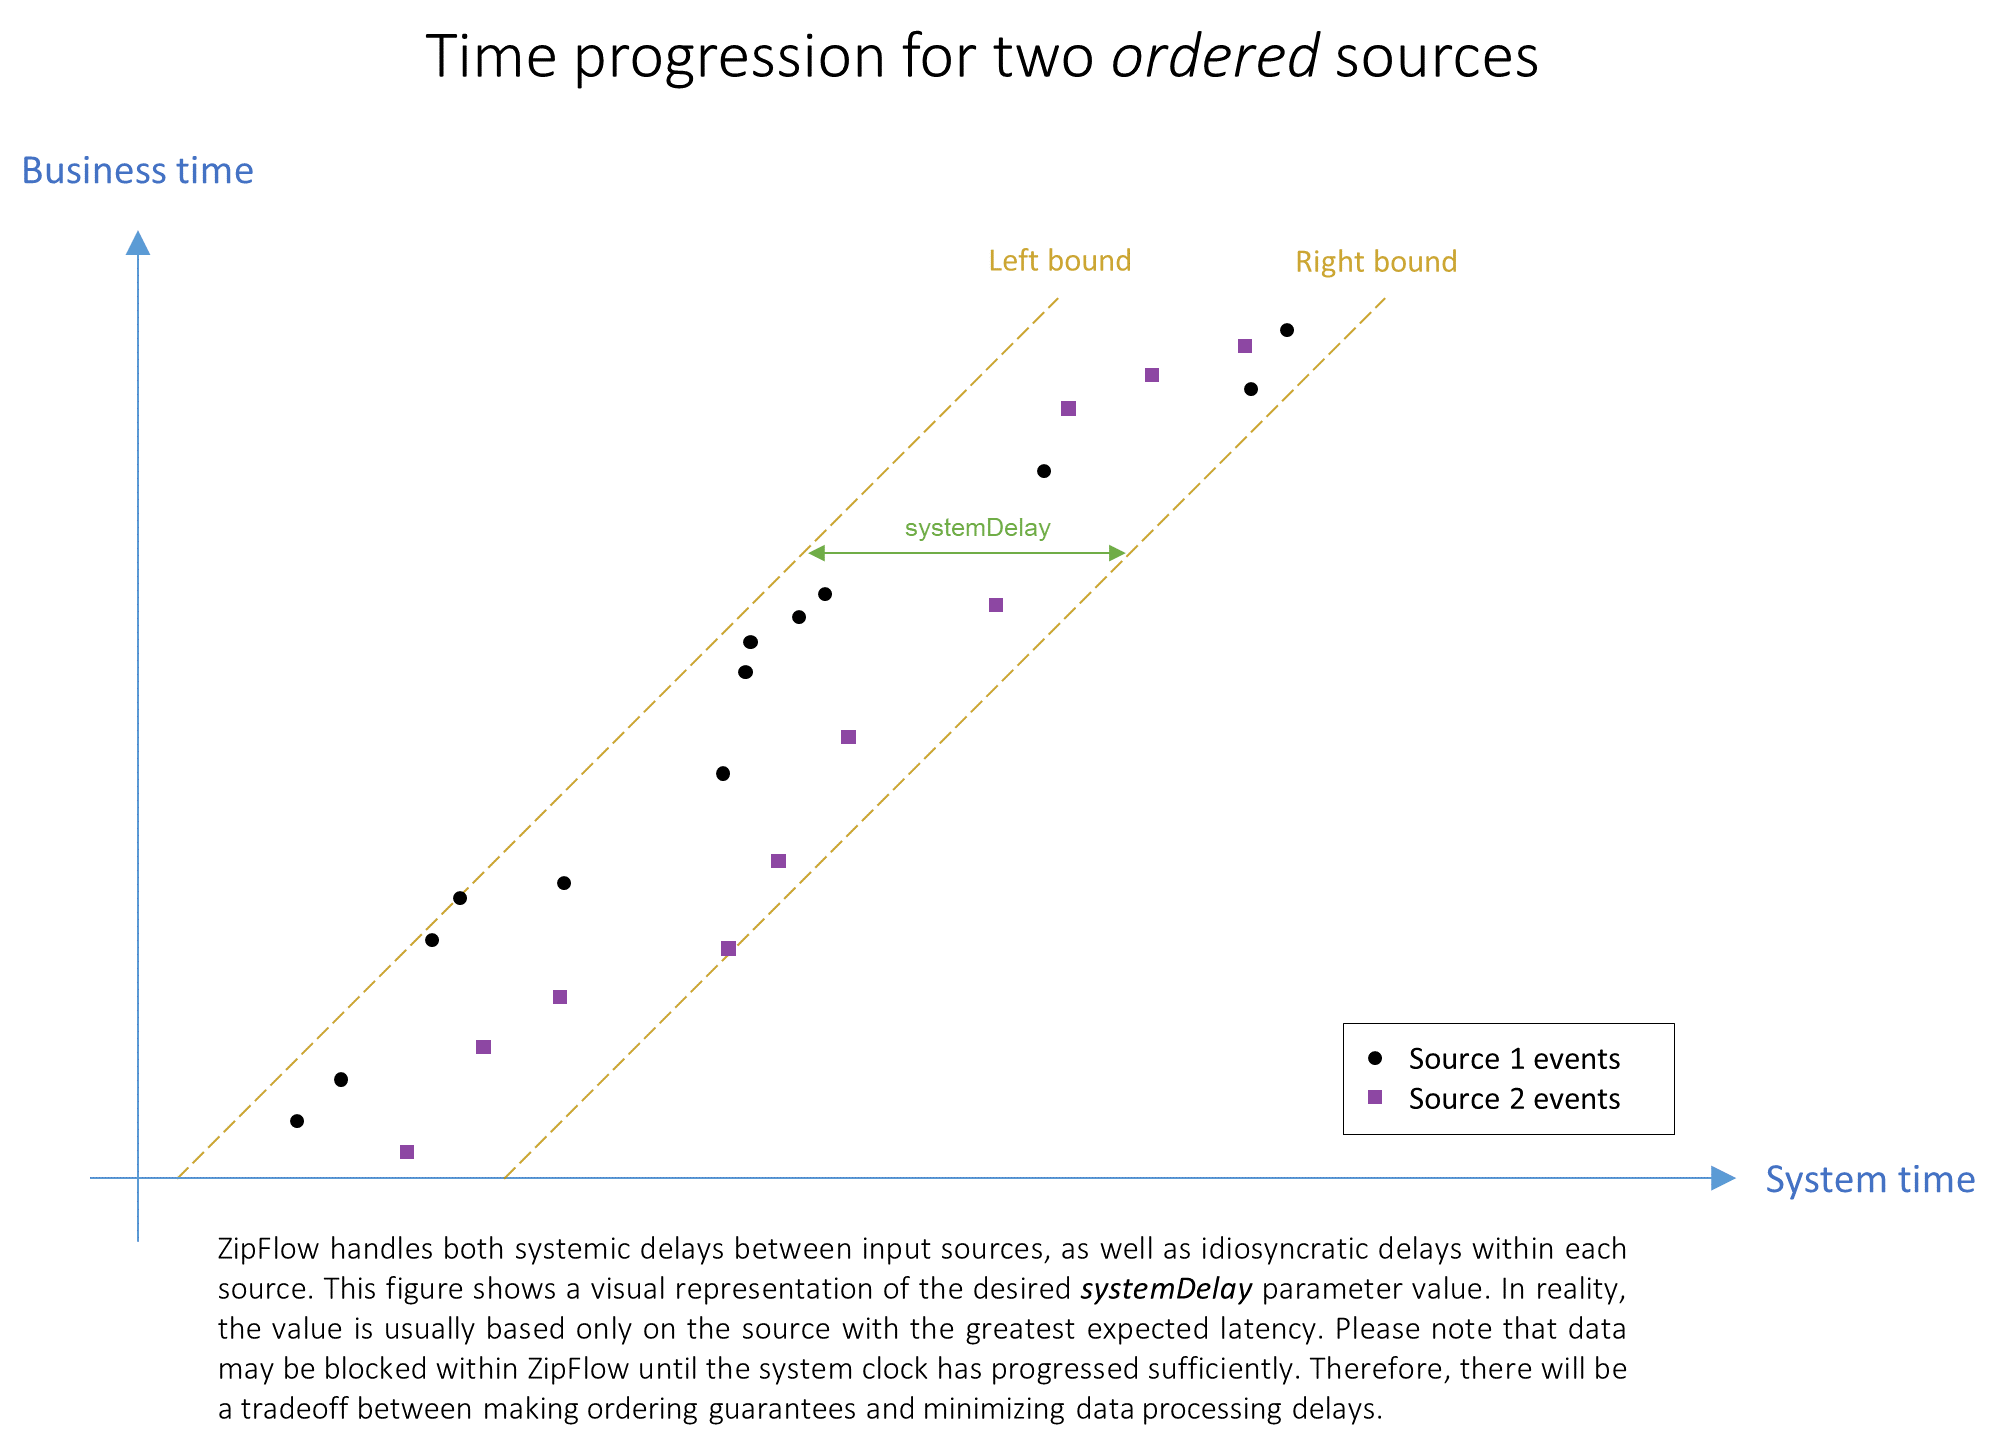 Time progression for two ordered sources
Business time
Left bound
Right bound
systemDelay
Source 1 events
Source 2 events
System time
ZipFlow handles both systemic delays between input sources, as well as idiosyncratic delays within each
source. This figure shows a visual representation of the desired systemDelay parameter value. In reality,
the value is usually based only on the source with the greatest expected latency. Please note that data
may be blocked within ZipFlow until the system clock has progressed sufficiently. Therefore, there will be
a tradeoff between making ordering guarantees and minimizing data processing delays.